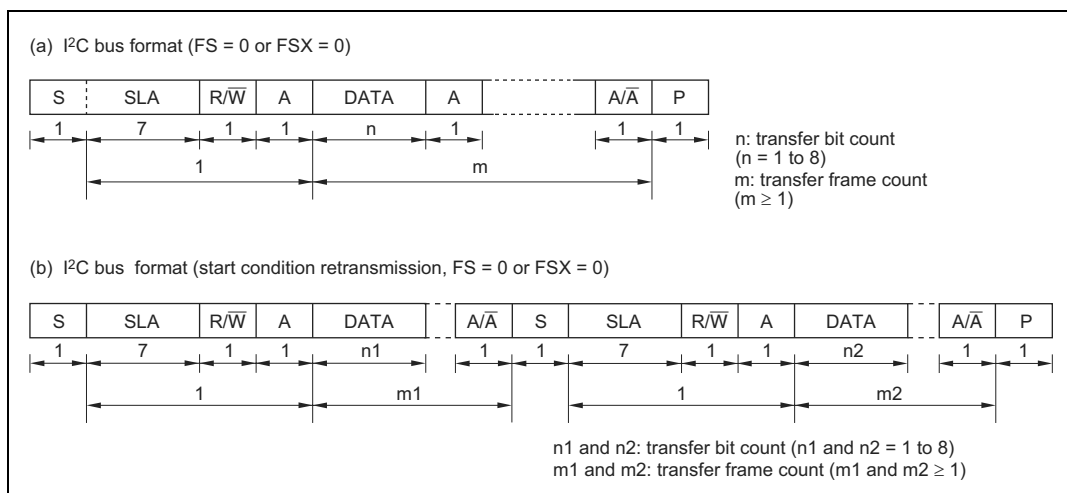 (a) I²C bus format (FS = 0 or FSX = 0)
S SLA R/W̅ A DATA A A/A̅ P
1 7 1 1 n 1 1 1
1 m
n: transfer bit count
(n = 1 to 8)
m: transfer frame count
(m ≥ 1)
(b) I²C bus format (start condition retransmission, FS = 0 or FSX = 0)
S SLA R/W̅ A DATA A/A̅ S SLA R/W̅ A DATA A/A̅ P
1 7 1 1 n1 1 1 7 1 1 n2 1 1
1 m1 1 m2
n1 and n2: transfer bit count (n1 and n2 = 1 to 8)
m1 and m2: transfer frame count (m1 and m2 ≥ 1)